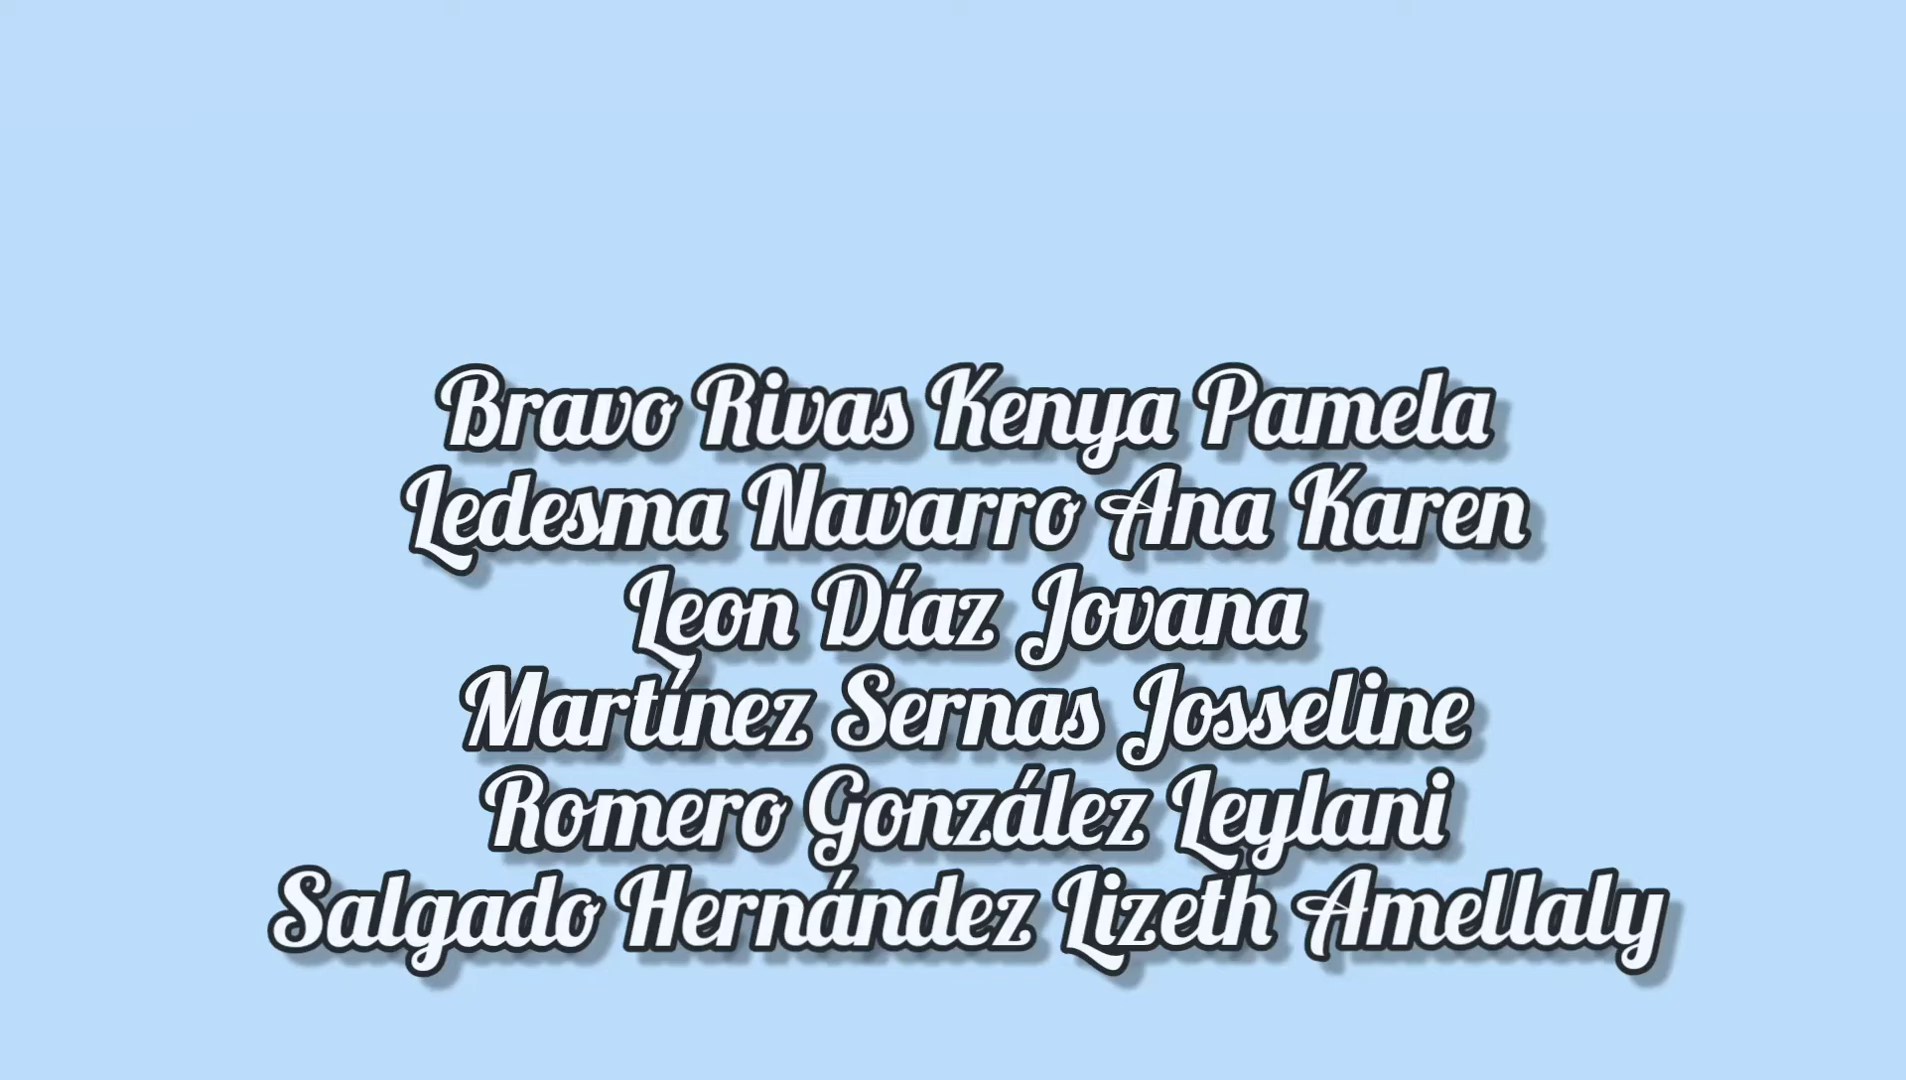 Bravo Rivas Kenya Pamela
Ledesma Navarro Ana Karen
Leon Díaz Jovana
Martínez Sernas Josseline
Romero González Leylani
Salgado Hernández Lizeth Amellaly